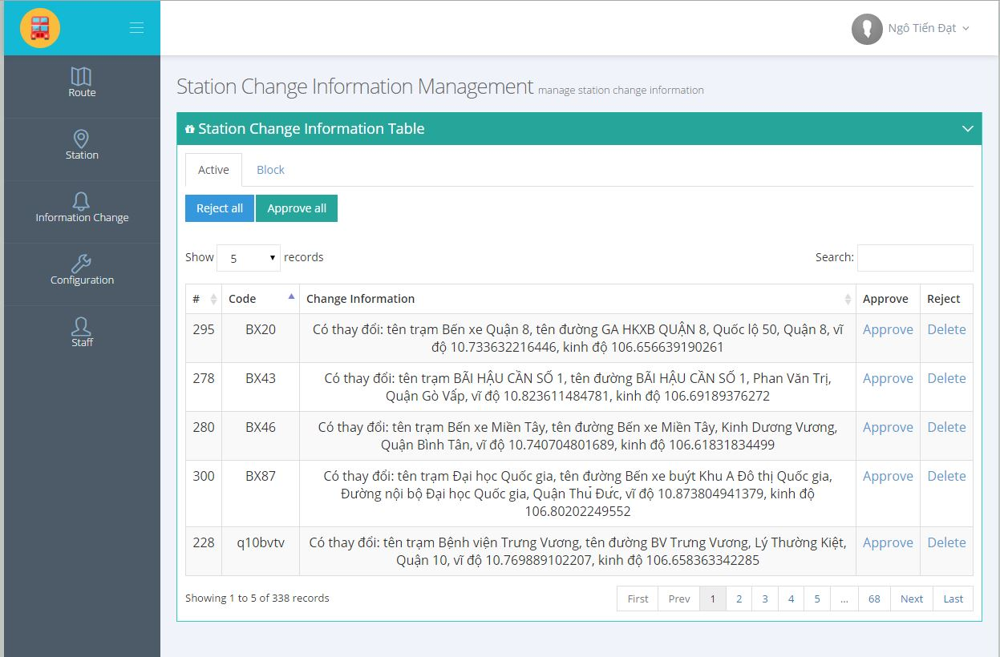 Ngô Tiến Đạt
Route
Station
Information Change
Configuration
Staff
Station Change Information Management manage station change information
Station Change Information Table
Active Block
Reject all Approve all
Show 5 records Search:
# Code Change Information Approve Reject
295 BX20 Có thay đổi: tên trạm Bến xe Quận 8, tên đường GA HKXB QUẬN 8, Quốc lộ 50, Quận 8, vĩ Approve Delete
độ 10.733632216446, kinh độ 106.656639190261
278 BX43 Có thay đổi: tên trạm BÃI HẬU CẦN SỐ 1, tên đường BÃI HẬU CẦN SỐ 1, Phan Văn Trị, Approve Delete
Quận Gò Vấp, vĩ độ 10.823611484781, kinh độ 106.69189376272
280 BX46 Có thay đổi: tên trạm Bến xe Miền Tây, tên đường Bến xe Miền Tây, Kinh Dương Vương, Approve Delete
Quận Bình Tân, vĩ độ 10.740704801689, kinh độ 106.61831834499
300 BX87 Có thay đổi: tên trạm Đại học Quốc gia, tên đường Bến xe buýt Khu A Đô thị Quốc gia, Approve Delete
Đường nội bộ Đại học Quốc gia, Quận Thủ Đức, vĩ độ 10.873804941379, kinh độ
106.80202249552
228 q10bvtv Có thay đổi: tên trạm Bệnh viện Trưng Vương, tên đường BV Trưng Vương, Lý Thường Kiệt, Approve Delete
Quận 10, vĩ độ 10.769889102207, kinh độ 106.658363342285
Showing 1 to 5 of 338 records First Prev 1 2 3 4 5 ... 68 Next Last